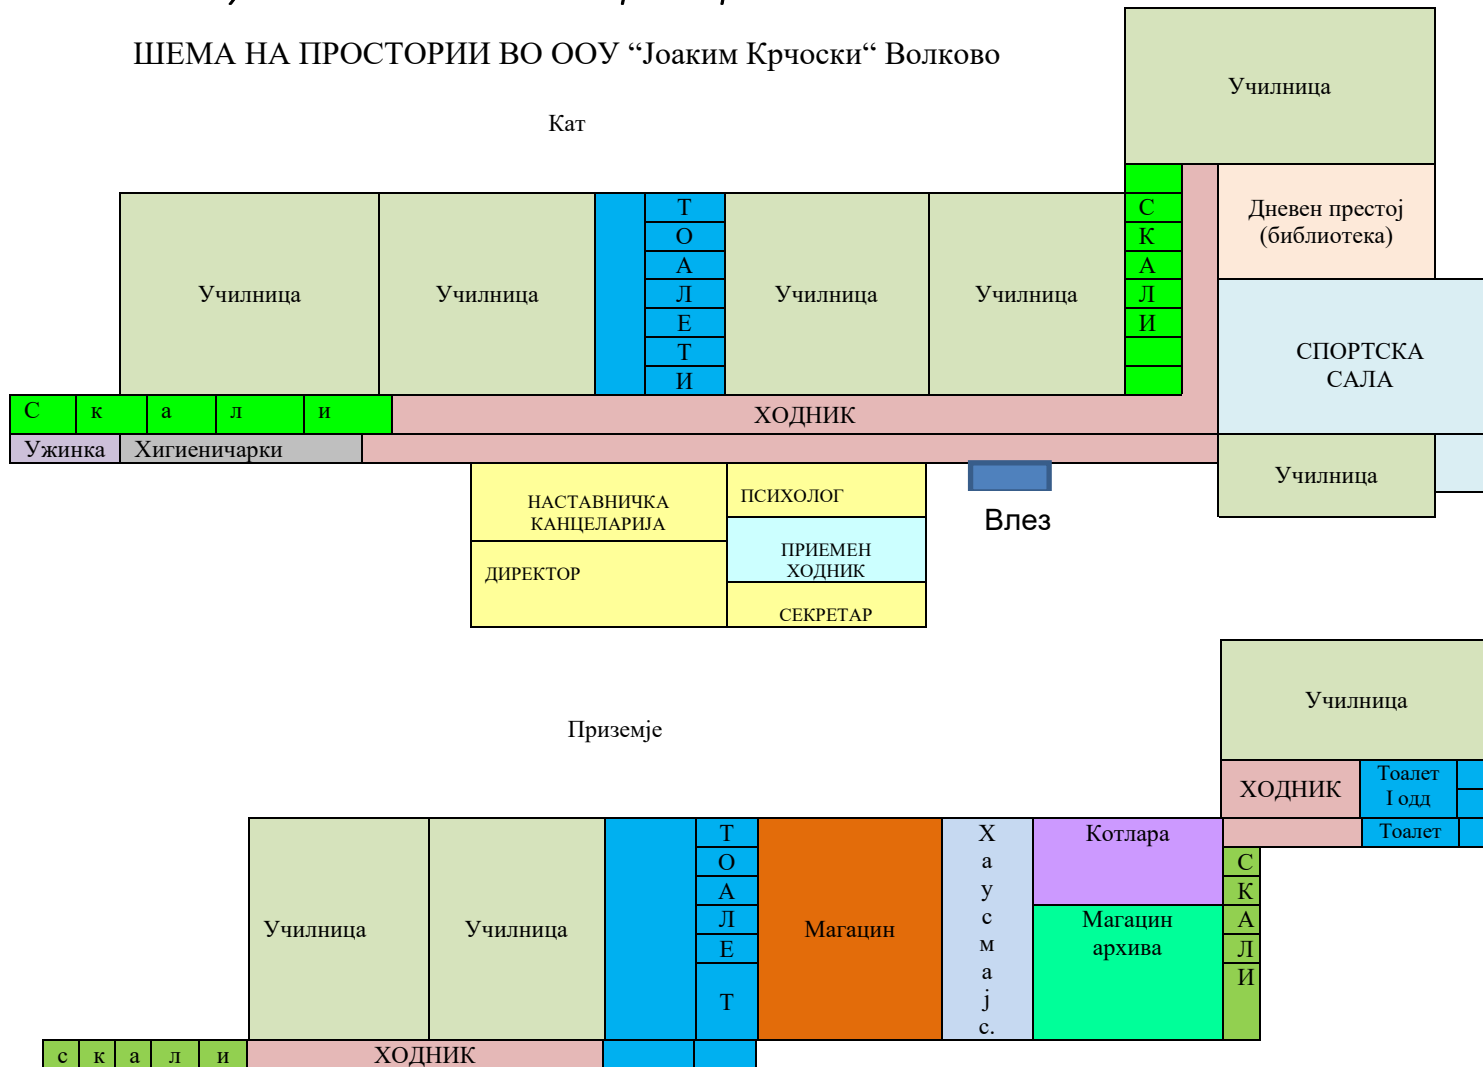 ШЕМА НА ПРОСТОРИИ ВО ООУ “Јоаким Крчоски“ Волково
Кат
Училница
Дневен престој
(библиотека)
Училница
Училница
Т
О
А
Л
Е
Т
И
Училница
Училница
С
К
А
Л
И
СПОРТСКА
САЛА
С к а л и
ХОДНИК
Ужинка
Хигиеничарки
Училница
НАСТАВНИЧКА
КАНЦЕЛАРИЈА
ПСИХОЛОГ
Влез
ДИРЕКТОР
ПРИЕМЕН
ХОДНИК
СЕКРЕТАР
Приземје
Училница
ХОДНИК
Тоалет
I одд
Тоалет
Училница
Училница
Т
О
А
Л
Е
Т
Магацин
Х
а
у
с
м
а
ј
с.
Котлара
Магацин
архива
С
К
А
Л
И
с к а л и
ХОДНИК